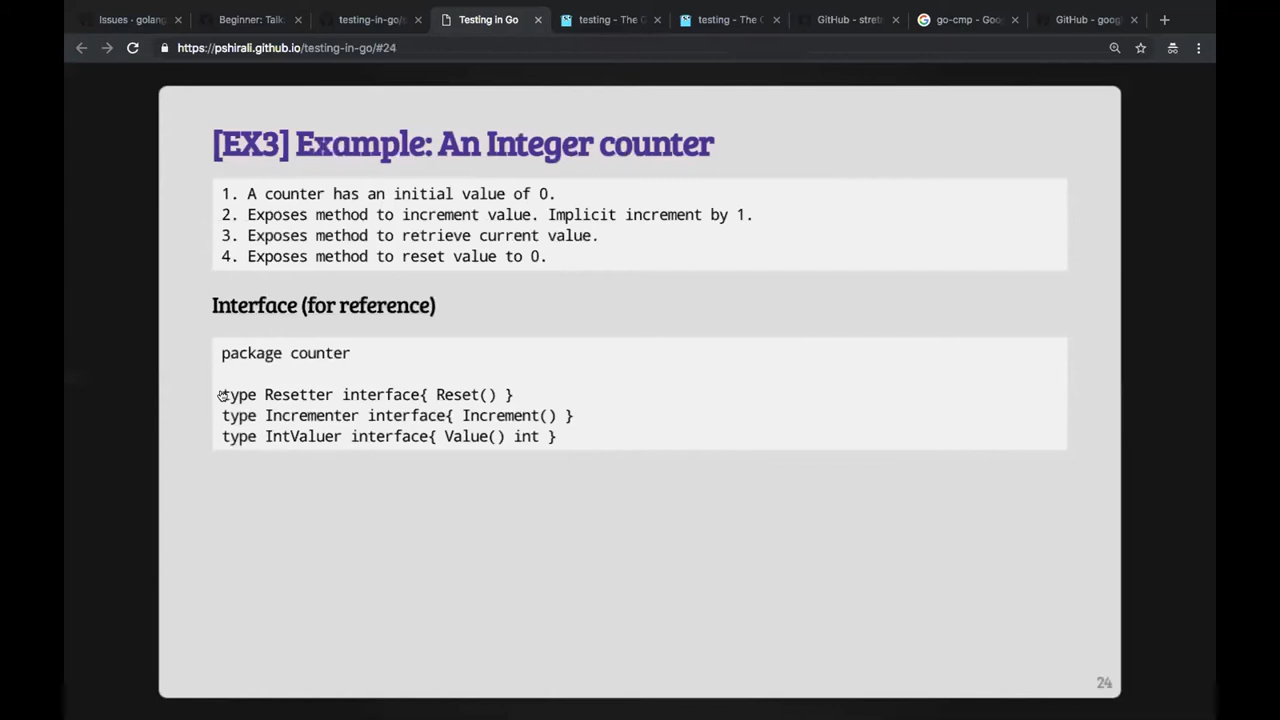 Issues · golang
Beginner: Talk:
testing-in-go/s
Testing in Go
testing - The G
testing - The G
GitHub - stret
go-cmp - Goo
GitHub - goog
https://pshirali.github.io/testing-in-go/#24
[EX3] Example: An Integer counter
1. A counter has an initial value of 0.
2. Exposes method to increment value. Implicit increment by 1.
3. Exposes method to retrieve current value.
4. Exposes method to reset value to 0.
Interface (for reference)
package counter
type Resetter interface{ Reset() }
type Incrementer interface{ Increment() }
type IntValuer interface{ Value() int }
24